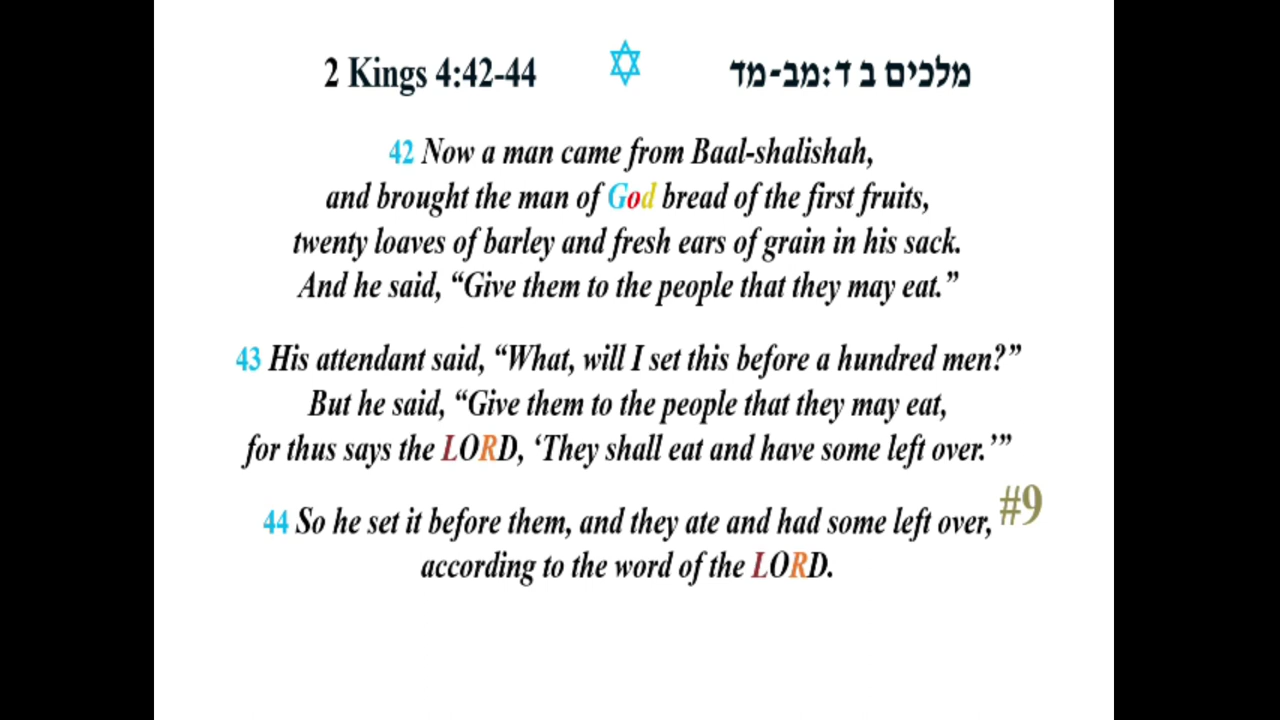 2 Kings 4:42-44 ✡ מלכים ב ד:מב-מד
42 Now a man came from Baal-shalishah,
and brought the man of God bread of the first fruits,
twenty loaves of barley and fresh ears of grain in his sack.
And he said, “Give them to the people that they may eat.”
43 His attendant said, “What, will I set this before a hundred men?”
But he said, “Give them to the people that they may eat,
for thus says the LORD, ‘They shall eat and have some left over.’”
44 So he set it before them, and they ate and had some left over, #9
according to the word of the LORD.